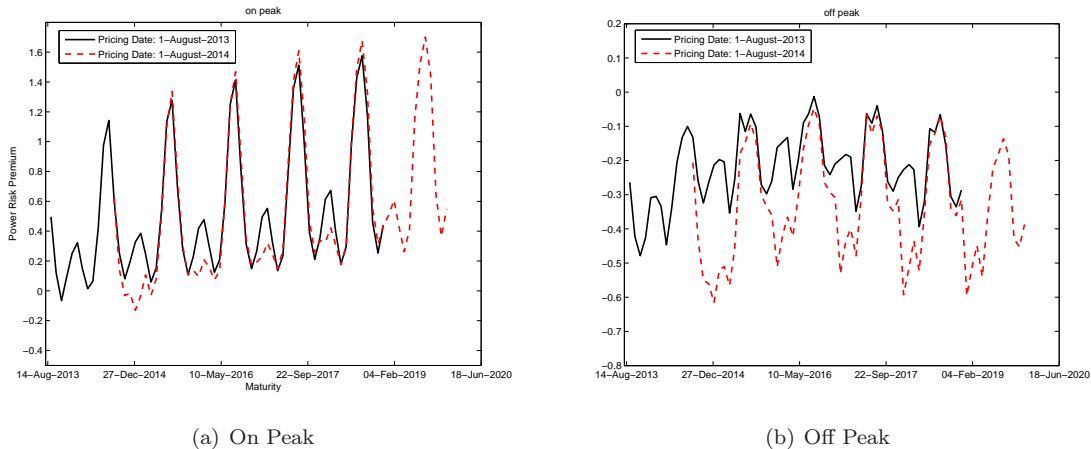 on peak
Pricing Date: 1−August−2013
Pricing Date: 1−August−2014
Power Risk Premium
1.6
1.4
1.2
1
0.8
0.6
0.4
0.2
0
−0.2
−0.4
14−Aug−2013 27−Dec−2014 10−May−2016 22−Sep−2017 04−Feb−2019 18−Jun−2020
Maturity
(a) On Peak
off peak
Pricing Date: 1−August−2013
Pricing Date: 1−August−2014
0.2
0.1
0
−0.1
−0.2
−0.3
−0.4
−0.5
−0.6
−0.7
−0.8
14−Aug−2013 27−Dec−2014 10−May−2016 22−Sep−2017 04−Feb−2019 18−Jun−2020
(b) Off Peak